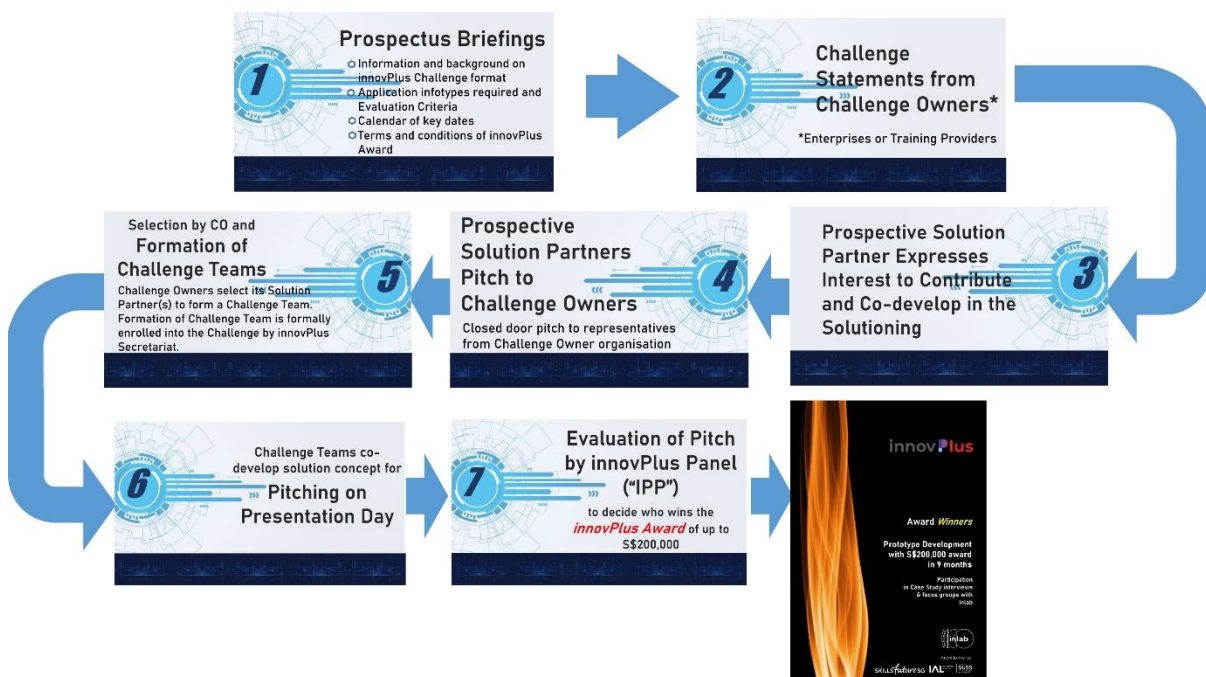 1
Prospectus Briefings
Information and background on
innovPlus Challenge format
Application infotypes required and
Evaluation Criteria
Calendar of key dates
Terms and conditions of innovPlus
Award
2
Challenge
Statements from
Challenge Owners*
*Enterprises or Training Providers
3
Prospective Solution
Partner Expresses
Interest to Contribute
and Co-develop in the
Solutioning
4
Prospective
Solution Partners
Pitch to
Challenge Owners
Closed door pitch to representatives
from Challenge Owner organisation
5
Selection by CO and
Formation of
Challenge Teams
Challenge Owners select its Solution
Partner(s) to form a Challenge Team.
Formation of Challenge Team is formally
enrolled into the Challenge by innovPlus
Secretariat.
6
Challenge Teams co-
develop solution concept for
Pitching on
Presentation Day
7
Evaluation of Pitch
by innovPlus Panel
("IPP")
to decide who wins the
innovPlus Award of up to
S$200,000
innovPlus
Award Winners
Prototype Development
with S$200,000 award
in 9 months
Participation
in Case Study interviews
& focus groups with
inlab
inlab
SKILLSfuture SG IAL SUSS